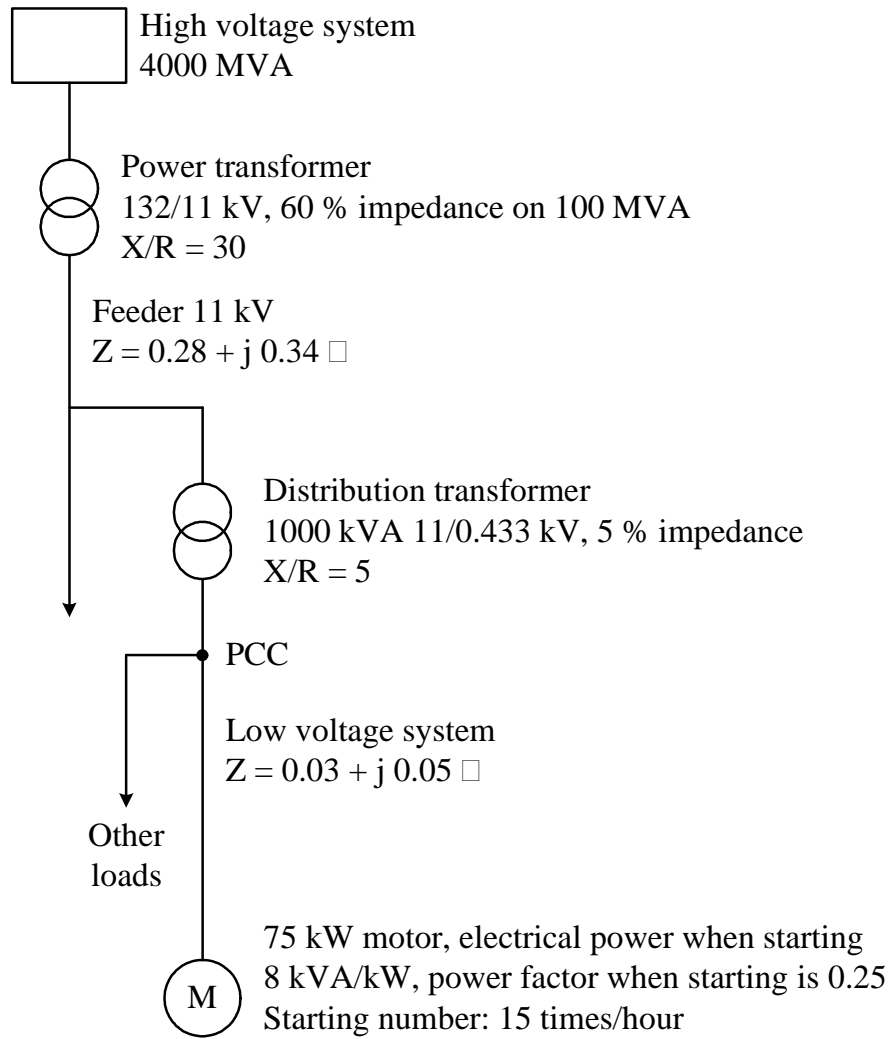 High voltage system
4000 MVA
Power transformer
132/11 kV, 60 % impedance on 100 MVA
X/R = 30
Feeder 11 kV
Z = 0.28 + j 0.34 □
Distribution transformer
1000 kVA 11/0.433 kV, 5 % impedance
X/R = 5
PCC
Low voltage system
Z = 0.03 + j 0.05 □
Other
loads
75 kW motor, electrical power when starting
8 kVA/kW, power factor when starting is 0.25
Starting number: 15 times/hour
M